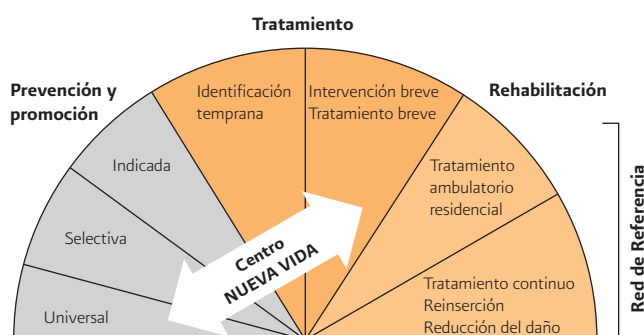 Tratamiento
Prevención y
promoción
Identificación
temprana
Intervención breve
Tratamiento breve
Rehabilitación
Indicada
Tratamiento
ambulatorio
residencial
Selectiva
Centro
NUEVA VIDA
Universal
Tratamiento continuo
Reinserción
Reducción del daño
Red de Referencia